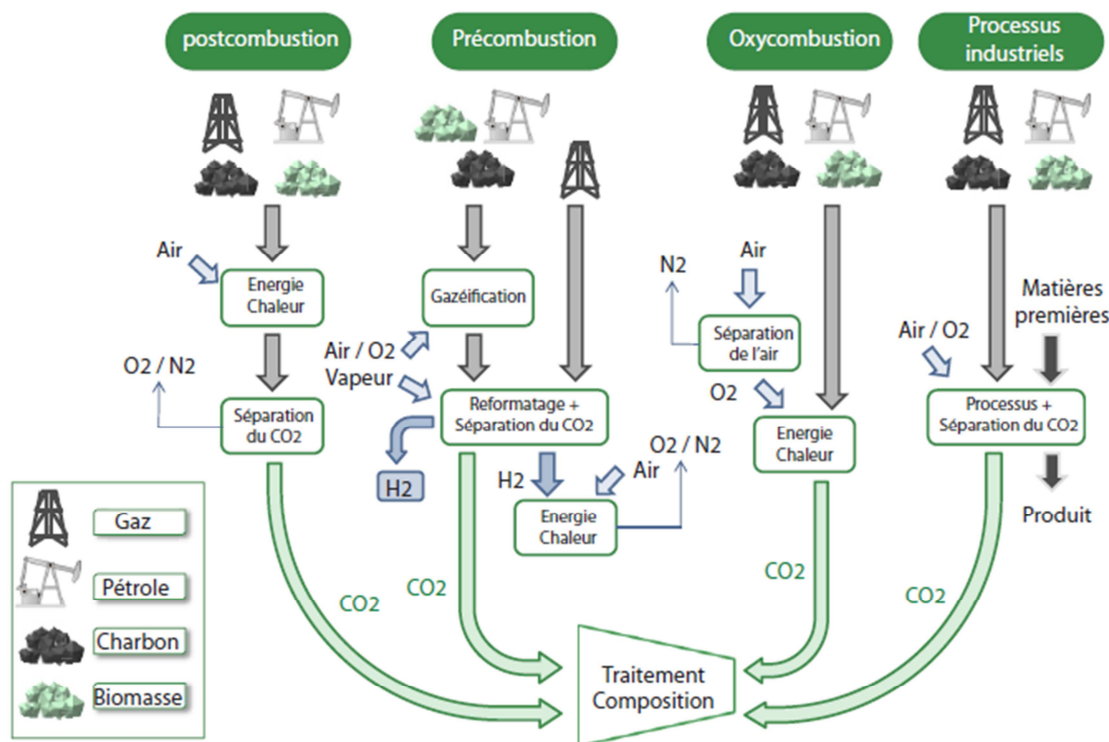 postcombustion
Précombustion
Oxycombustion
Processus
industriels
Air
Energie
Chaleur
O2 / N2
Séparation
du CO2
CO2
Gazéification
Air / O2
Vapeur
Reformatage +
Séparation du CO2
H2
H2
Air
O2 / N2
Energie
Chaleur
CO2
N2
Air
Séparation
de l'air
O2
Energie
Chaleur
CO2
Matières
premières
Air / O2
Processus +
Séparation du CO2
Produit
CO2
Traitement
Composition
Gaz
Pétrole
Charbon
Biomasse